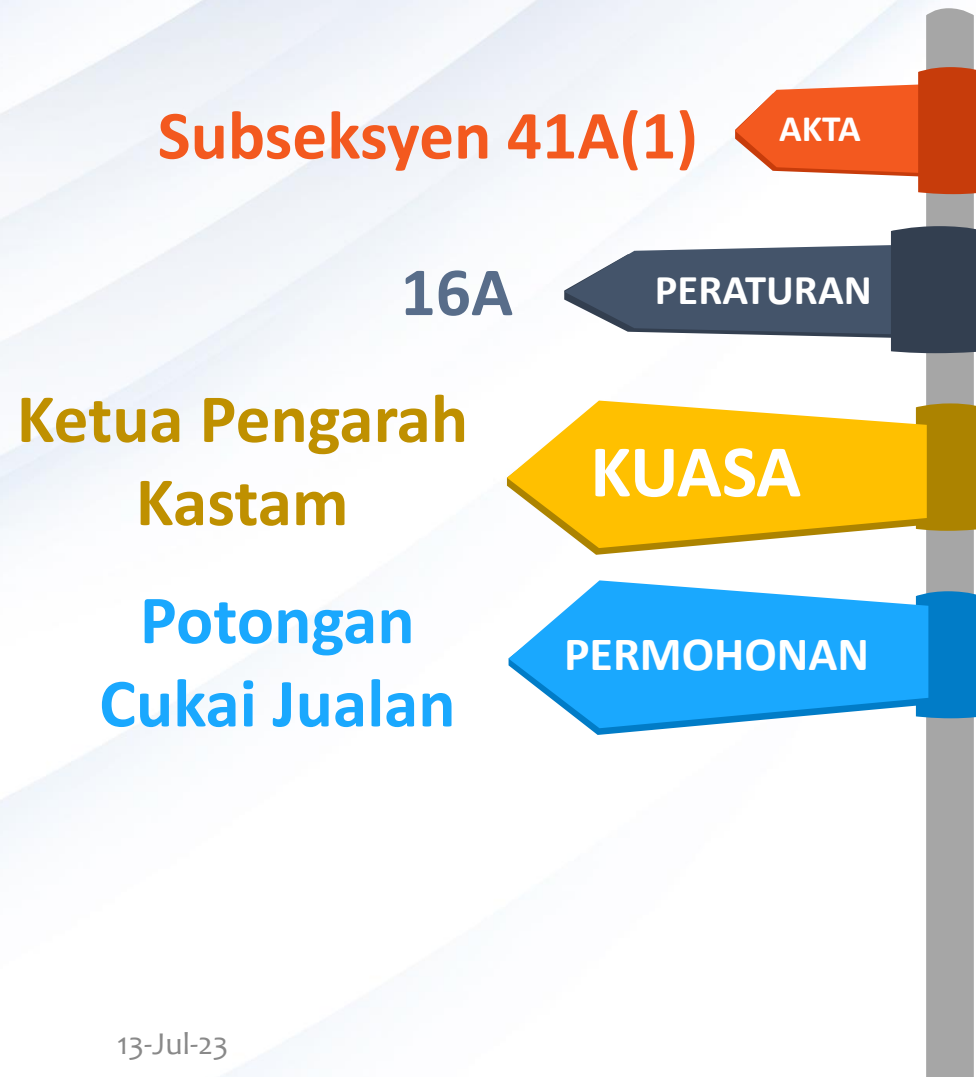 Subseksyen 41A(1)
AKTA
16A
PERATURAN
Ketua Pengarah
Kastam
KUASA
Potongan
Cukai Jualan
PERMOHONAN
13-Jul-23